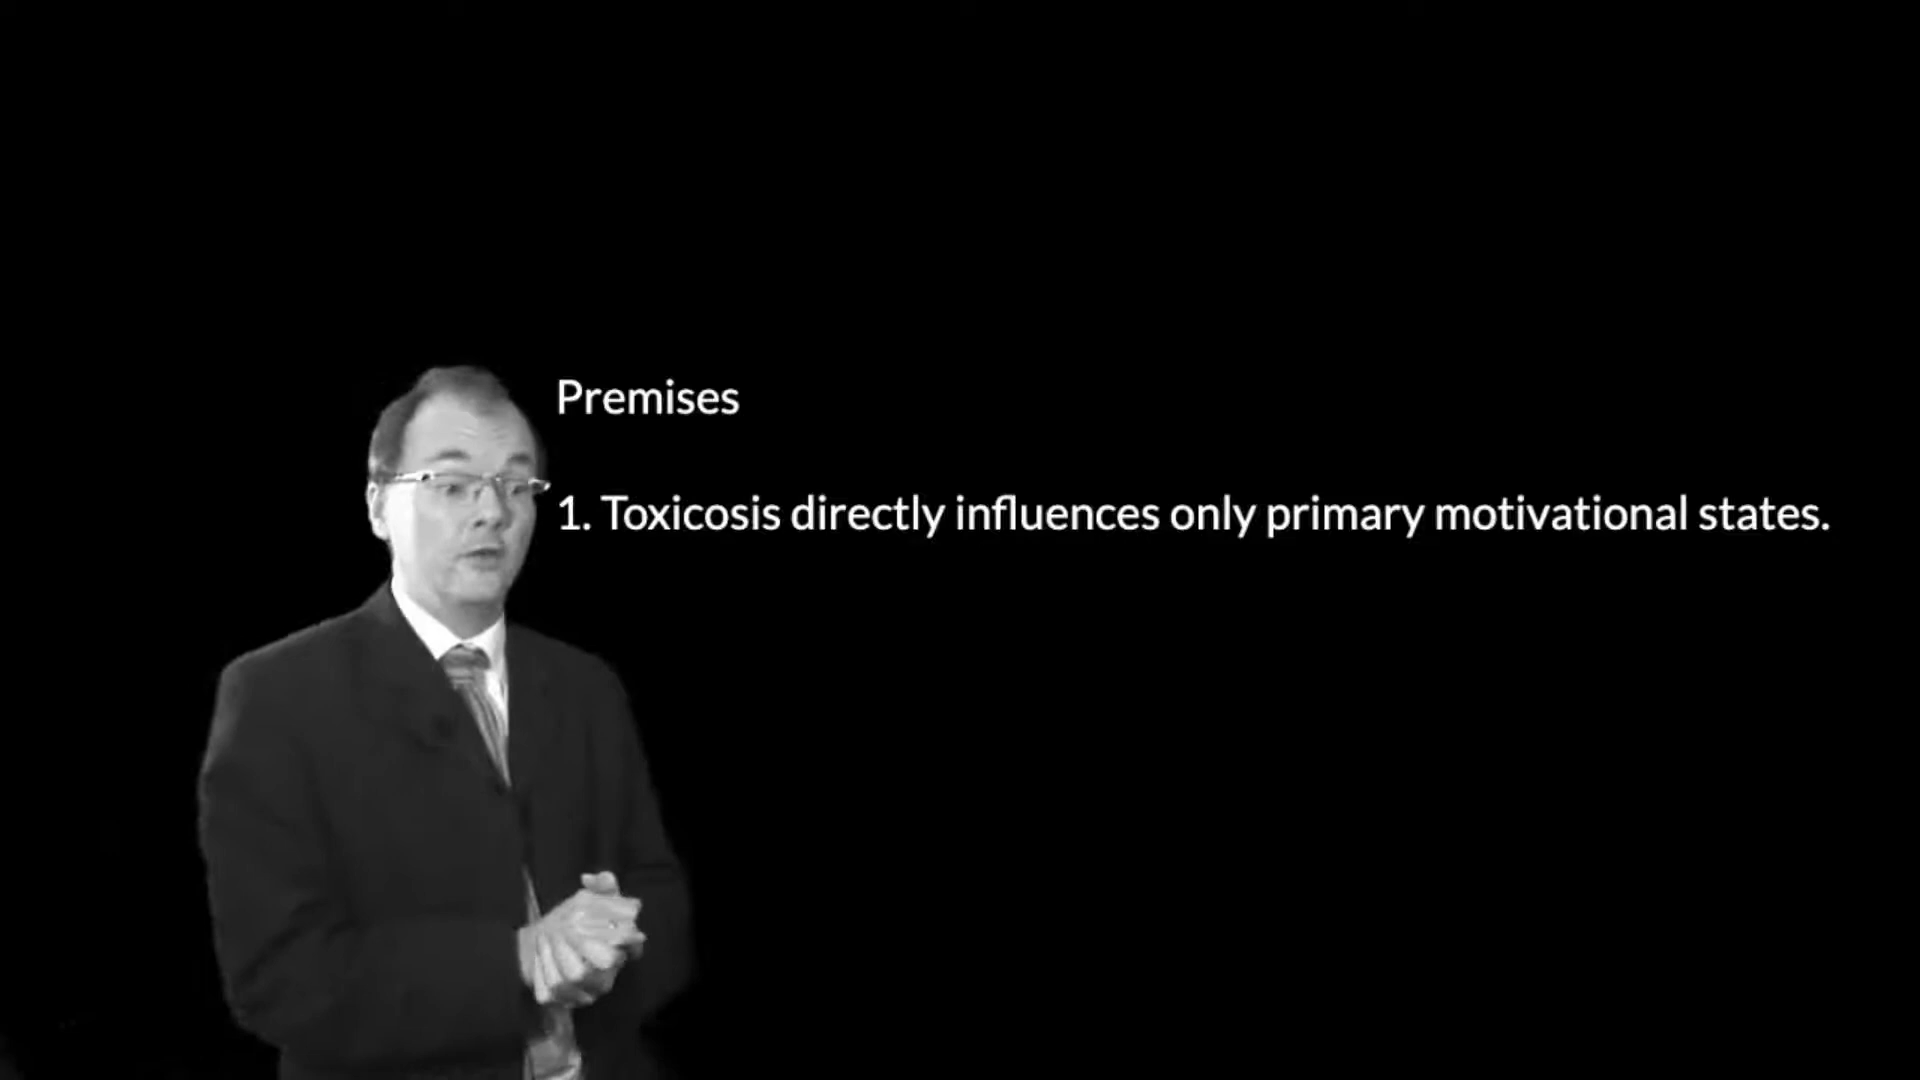 Premises
1. Toxicosis directly influences only primary motivational states.